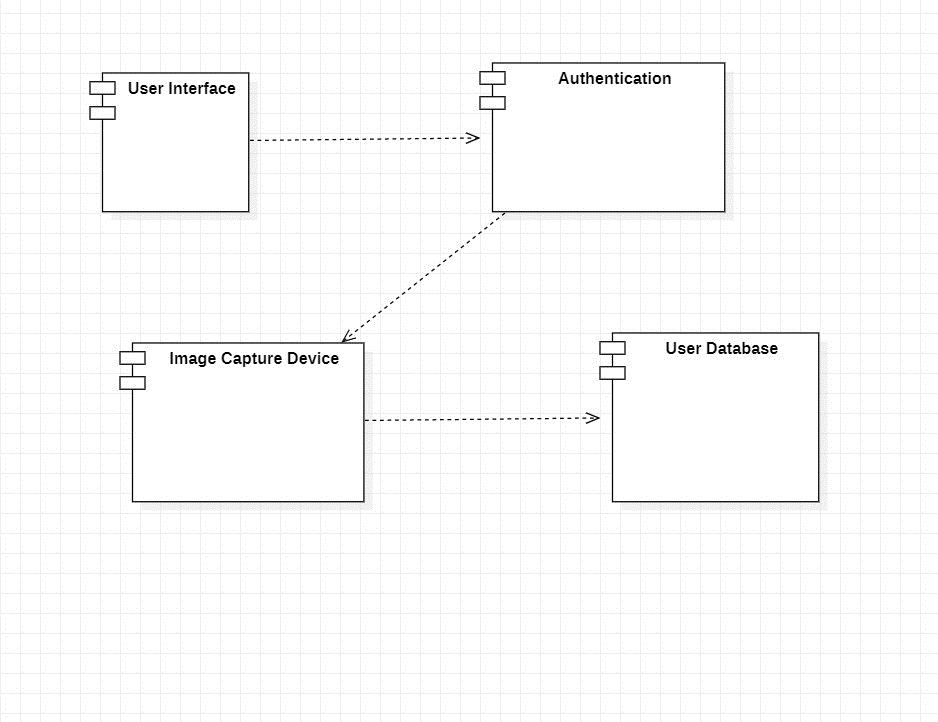 User Interface
Authentication
Image Capture Device
User Database